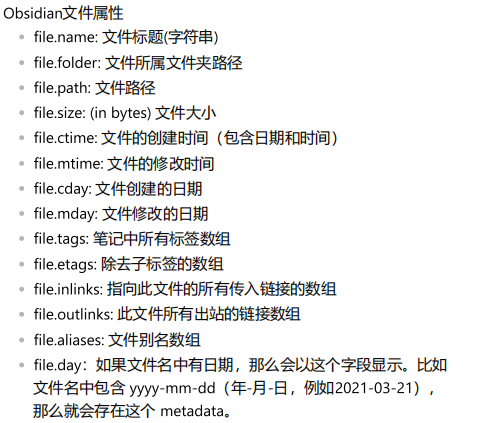 Obsidian文件属性
file.name: 文件标题(字符串)
file.folder: 文件所属文件夹路径
file.path: 文件路径
file.size: (in bytes) 文件大小
file.ctime: 文件的创建时间（包含日期和时间）
file.mtime: 文件的修改时间
file.cday: 文件创建的日期
file.mday: 文件修改的日期
file.tags: 笔记中所有标签数组
file.etags: 除去子标签的数组
file.inlinks: 指向此文件的所有传入链接的数组
file.outlinks: 此文件所有出站的链接数组
file.aliases: 文件别名数组
file.day：如果文件名中有日期，那么会以这个字段显示。比如
文件名中包含 yyyy-mm-dd（年-月-日，例如2021-03-21），
那么就会存在这个 metadata。